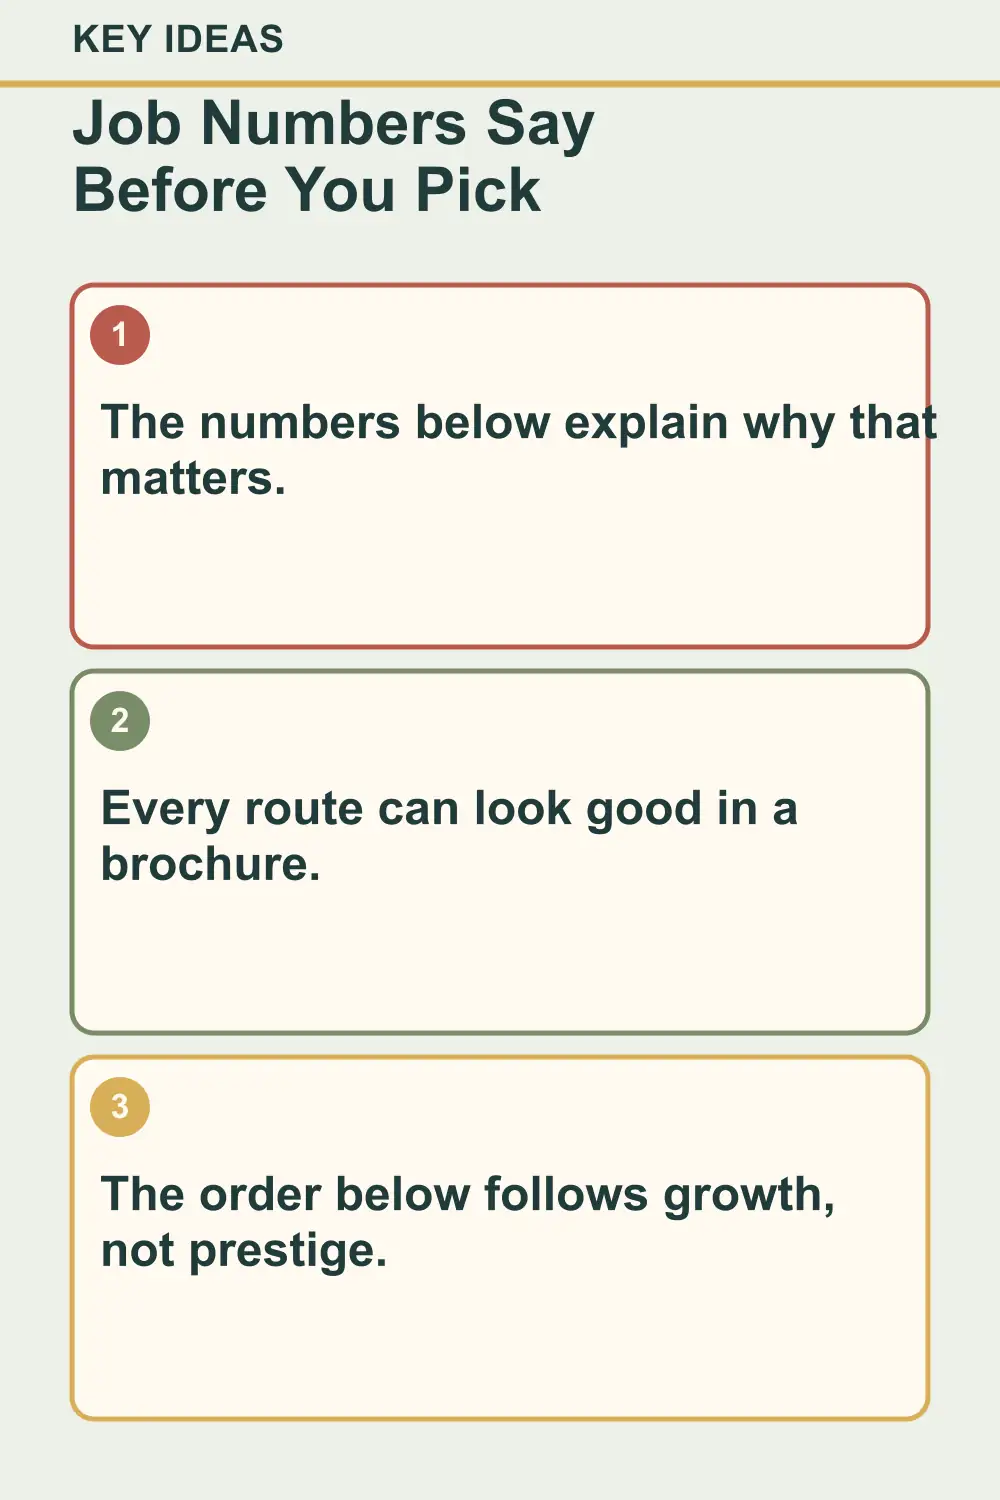 KEY IDEAS
Job Numbers Say
Before You Pick
1
The numbers below explain why that
matters.
2
Every route can look good in a
brochure.
3
The order below follows growth,
not prestige.